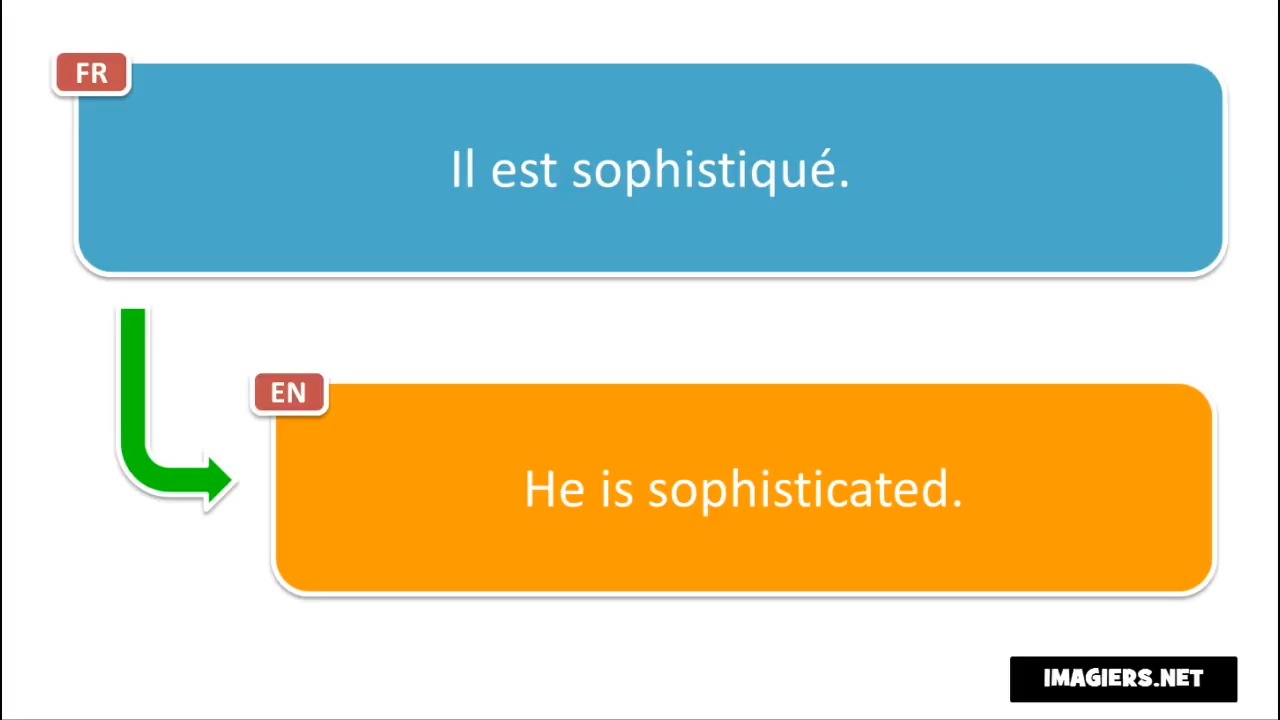 FR
Il est sophistiqué.
EN
He is sophisticated.
IMAGIERS.NET